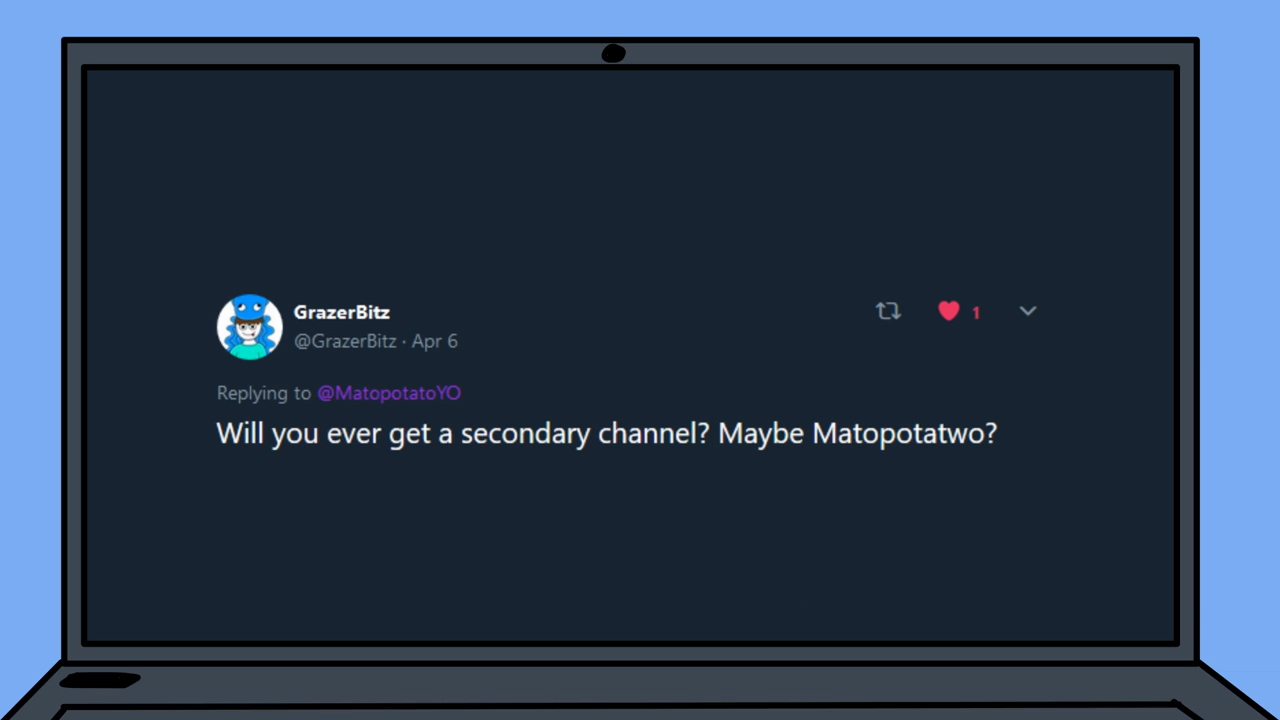 GrazerBitz
@GrazerBitz · Apr 6
1
Replying to @MatopotatoYO
Will you ever get a secondary channel? Maybe Matopotatwo?